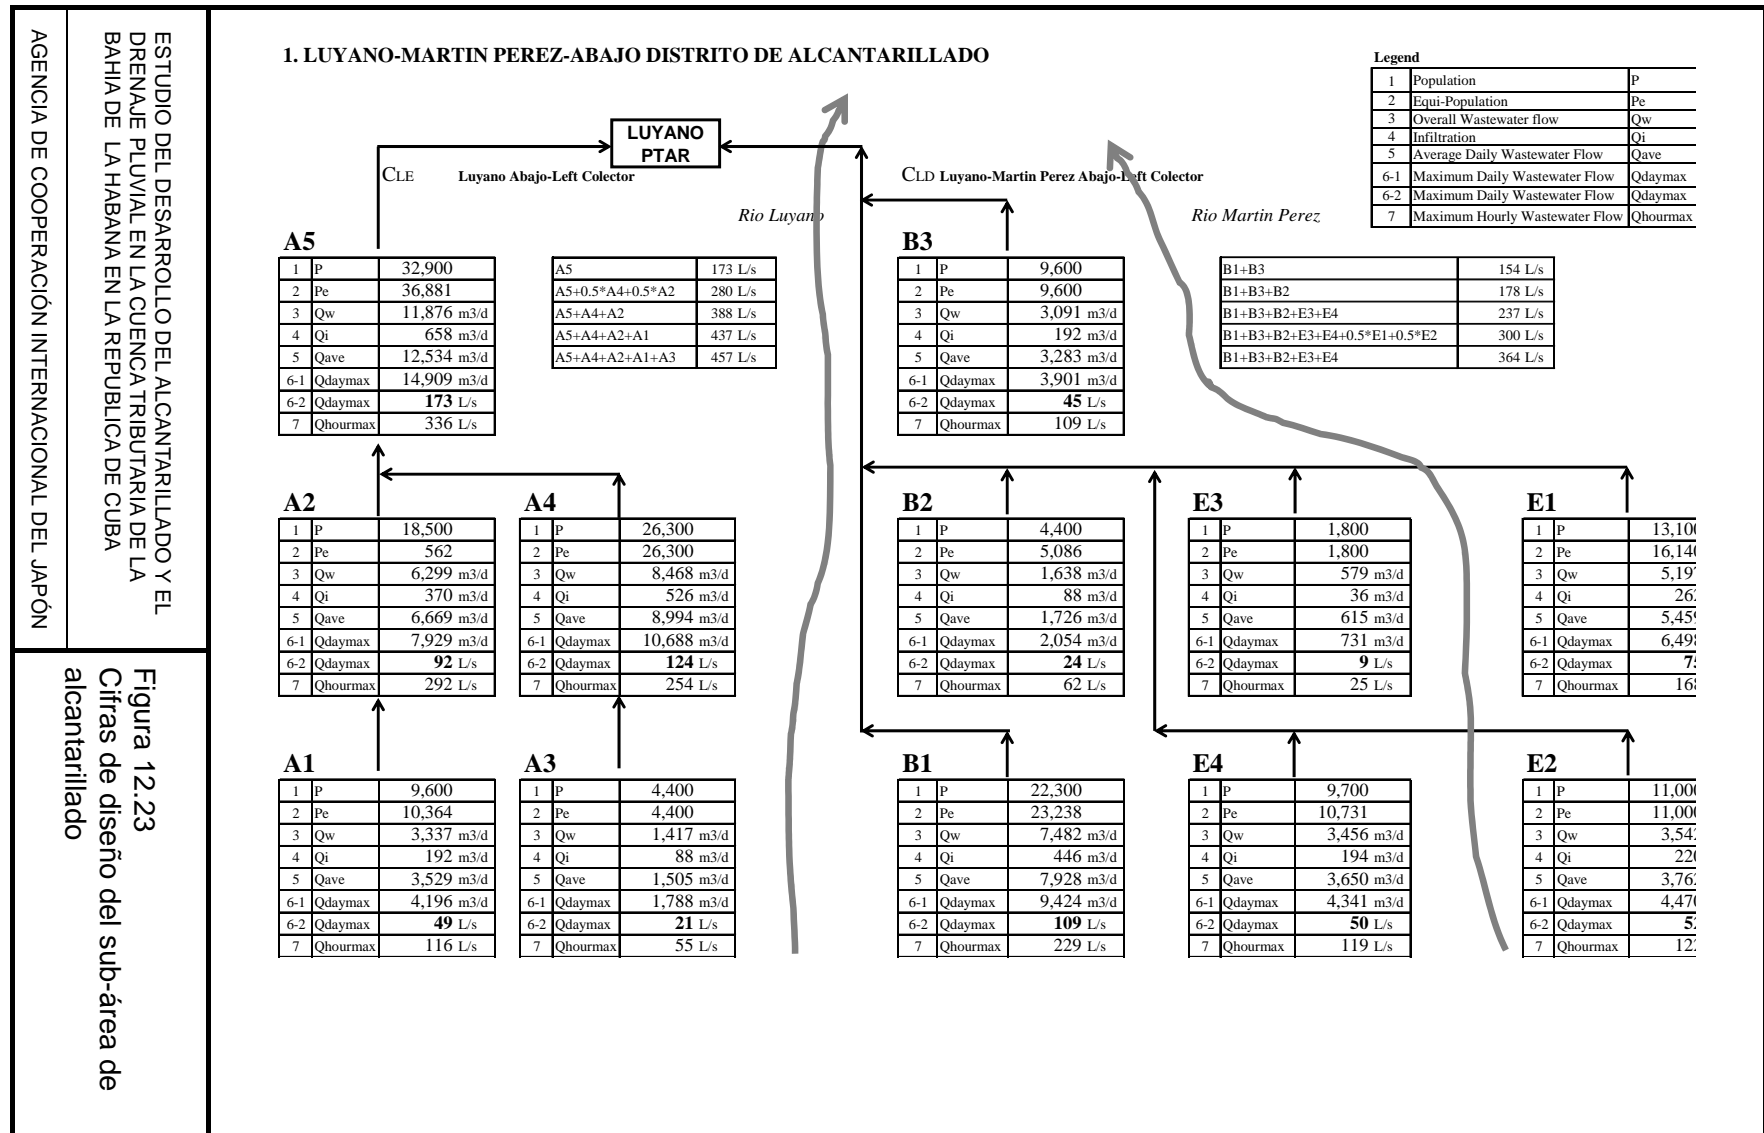 1. LUYANO-MARTIN PEREZ-ABAJO DISTRITO DE ALCANTARILLADO
Legend
1 Population P
2 Equi-Population Pe
3 Overall Wastewater flow Qw
4 Infiltration Qi
5 Average Daily Wastewater Flow Qave
6-1 Maximum Daily Wastewater Flow Qdaymax
6-2 Maximum Daily Wastewater Flow Qdaymax
7 Maximum Hourly Wastewater Flow Qhourmax
LUYANO
PTAR
CLE Luyano Abajo-Left Colector
CLD Luyano-Martin Perez Abajo-Left Colector
Rio Luyano
Rio Martin Perez
A5
1 P 32,900
2 Pe 36,881
3 Qw 11,876 m3/d
4 Qi 658 m3/d
5 Qave 12,534 m3/d
6-1 Qdaymax 14,909 m3/d
6-2 Qdaymax 173 L/s
7 Qhourmax 336 L/s
A5 173 L/s
A5+0.5*A4+0.5*A2 280 L/s
A5+A4+A2 388 L/s
A5+A4+A2+A1 437 L/s
A5+A4+A2+A1+A3 457 L/s
B3
1 P 9,600
2 Pe 9,600
3 Qw 3,091 m3/d
4 Qi 192 m3/d
5 Qave 3,283 m3/d
6-1 Qdaymax 3,901 m3/d
6-2 Qdaymax 45 L/s
7 Qhourmax 109 L/s
B1+B3 154 L/s
B1+B3+B2 178 L/s
B1+B3+B2+E3+E4 237 L/s
B1+B3+B2+E3+E4+0.5*E1+0.5*E2 300 L/s
B1+B3+B2+E3+E4 364 L/s
A2
1 P 18,500
2 Pe 562
3 Qw 6,299 m3/d
4 Qi 370 m3/d
5 Qave 6,669 m3/d
6-1 Qdaymax 7,929 m3/d
6-2 Qdaymax 92 L/s
7 Qhourmax 292 L/s
A4
1 P 26,300
2 Pe 26,300
3 Qw 8,468 m3/d
4 Qi 526 m3/d
5 Qave 8,994 m3/d
6-1 Qdaymax 10,688 m3/d
6-2 Qdaymax 124 L/s
7 Qhourmax 254 L/s
B2
1 P 4,400
2 Pe 5,086
3 Qw 1,638 m3/d
4 Qi 88 m3/d
5 Qave 1,726 m3/d
6-1 Qdaymax 2,054 m3/d
6-2 Qdaymax 24 L/s
7 Qhourmax 62 L/s
E3
1 P 1,800
2 Pe 1,800
3 Qw 579 m3/d
4 Qi 36 m3/d
5 Qave 615 m3/d
6-1 Qdaymax 731 m3/d
6-2 Qdaymax 9 L/s
7 Qhourmax 25 L/s
E1
1 P 13,100
2 Pe 16,140
3 Qw 5,197
4 Qi 262
5 Qave 5,459
6-1 Qdaymax 6,498
6-2 Qdaymax 75
7 Qhourmax 168
A1
1 P 9,600
2 Pe 10,364
3 Qw 3,337 m3/d
4 Qi 192 m3/d
5 Qave 3,529 m3/d
6-1 Qdaymax 4,196 m3/d
6-2 Qdaymax 49 L/s
7 Qhourmax 116 L/s
A3
1 P 4,400
2 Pe 4,400
3 Qw 1,417 m3/d
4 Qi 88 m3/d
5 Qave 1,505 m3/d
6-1 Qdaymax 1,788 m3/d
6-2 Qdaymax 21 L/s
7 Qhourmax 55 L/s
B1
1 P 22,300
2 Pe 23,238
3 Qw 7,482 m3/d
4 Qi 446 m3/d
5 Qave 7,928 m3/d
6-1 Qdaymax 9,424 m3/d
6-2 Qdaymax 109 L/s
7 Qhourmax 229 L/s
E4
1 P 9,700
2 Pe 10,731
3 Qw 3,456 m3/d
4 Qi 194 m3/d
5 Qave 3,650 m3/d
6-1 Qdaymax 4,341 m3/d
6-2 Qdaymax 50 L/s
7 Qhourmax 119 L/s
E2
1 P 11,000
2 Pe 11,000
3 Qw 3,542
4 Qi 220
5 Qave 3,762
6-1 Qdaymax 4,470
6-2 Qdaymax 52
7 Qhourmax 122
ESTUDIO DEL DESARROLLO DEL ALCANTARILLADO Y EL
DRENAJE PLUVIAL EN LA CUENCA TRIBUTARIA DE LA
BAHIA DE LA HABANA EN LA REPUBLICA DE CUBA
AGENCIA DE COOPERACIÓN INTERNACIONAL DEL JAPÓN
Figura 12.23
Cifras de diseño del sub-área de
alcantarillado